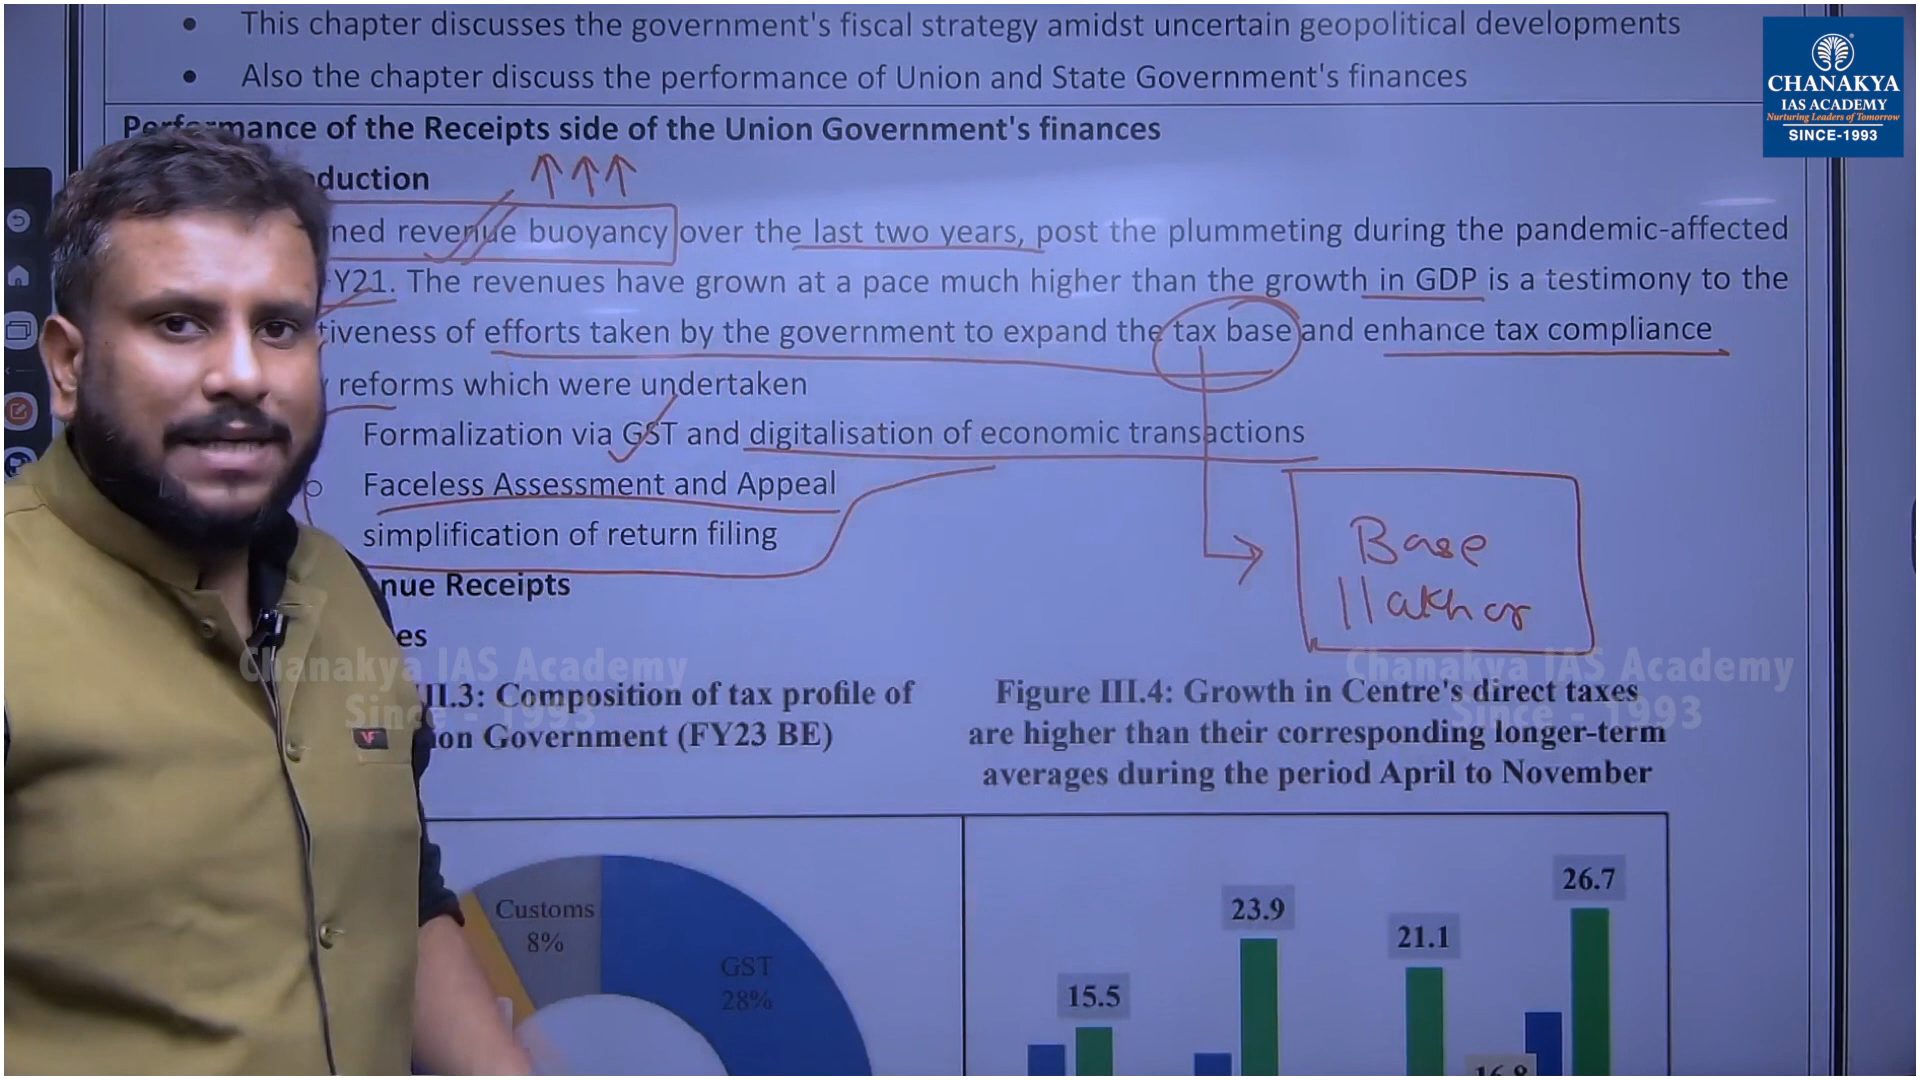 This chapter discusses the government's fiscal strategy amidst uncertain geopolitical developments
Also the chapter discuss the performance of Union and State Government's finances
CHANAKYA
IAS ACADEMY
Nurturing Leaders of Tomorrow
SINCE-1993
Performance of the Receipts side of the Union Government's finances
duction
ned revenue buoyancy over the last two years, post the plummeting during the pandemic-affected
Y21. The revenues have grown at a pace much higher than the growth in GDP is a testimony to the
tiveness of efforts taken by the government to expand the tax base and enhance tax compliance
reforms which were undertaken
Formalization via GST and digitalisation of economic transactions
Faceless Assessment and Appeal
simplification of return filing
Base
1 lakh cr
nue Receipts
es
Chanakya IAS Academy
Since - 1993
Chanakya IAS Academy
Since - 1993
II.3: Composition of tax profile of
ion Government (FY23 BE)
Figure III.4: Growth in Centre's direct taxes
are higher than their corresponding longer-term
averages during the period April to November
Customs
8%
GST
28%
15.5
23.9
21.1
26.7
16.8
VF